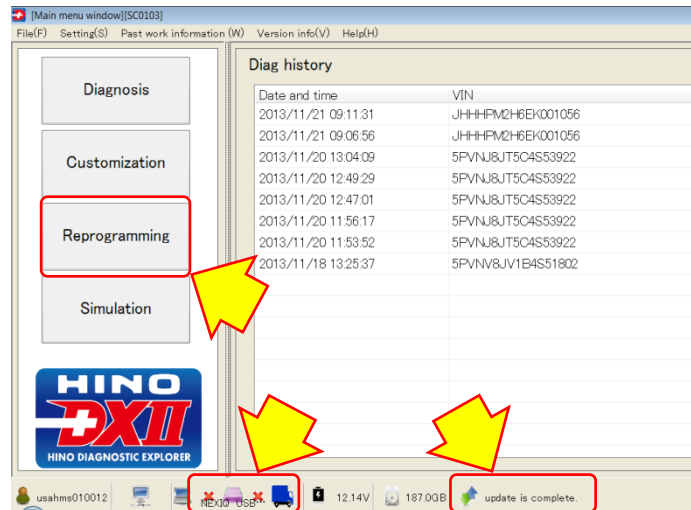 [Main menu window][SC0103]
File(F) Setting(S) Past work information (W) Version info(V) Help(H)
Diagnosis
Customization
Reprogramming
Simulation
HINO
DXII
HINO DIAGNOSTIC EXPLORER
Diag history
Date and time VIN
2013/11/21 09:11:31 JHHHPM2H6EK001056
2013/11/21 09:06:56 JHHHPM2H6EK001056
2013/11/20 13:04:09 5PVNJ8JT5C4S53922
2013/11/20 12:49:29 5PVNJ8JT5C4S53922
2013/11/20 12:47:01 5PVNJ8JT5C4S53922
2013/11/20 11:56:17 5PVNJ8JT5C4S53922
2013/11/20 11:53:52 5PVNJ8JT5C4S53922
2013/11/18 13:25:37 5PVNV8JV1B4S51802
usahms010012 NEXIQ USB 12.14V 187.0GB update is complete.